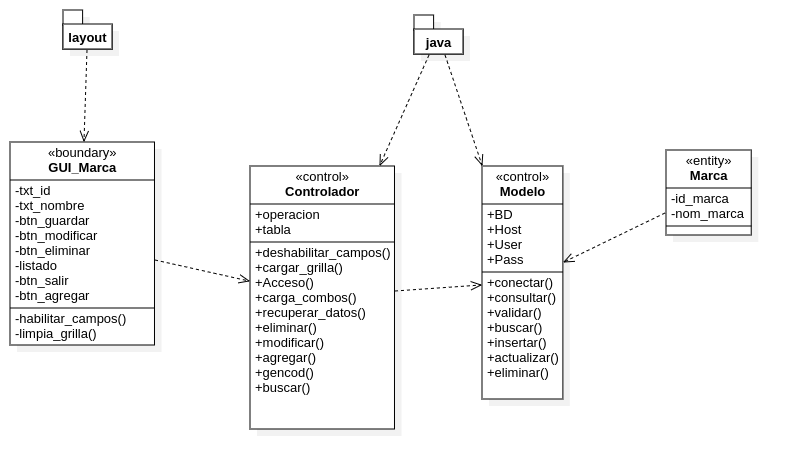 layout
java
«boundary»
GUI_Marca
-txt_id
-txt_nombre
-btn_guardar
-btn_modificar
-btn_eliminar
-listado
-btn_salir
-btn_agregar
-habilitar_campos()
-limpia_grilla()
«control»
Controlador
+operacion
+tabla
+deshabilitar_campos()
+cargar_grilla()
+Acceso()
+carga_combos()
+recuperar_datos()
+eliminar()
+modificar()
+agregar()
+gencod()
+buscar()
«control»
Modelo
+BD
+Host
+User
+Pass
+conectar()
+consultar()
+validar()
+buscar()
+insertar()
+actualizar()
+eliminar()
«entity»
Marca
-id_marca
-nom_marca